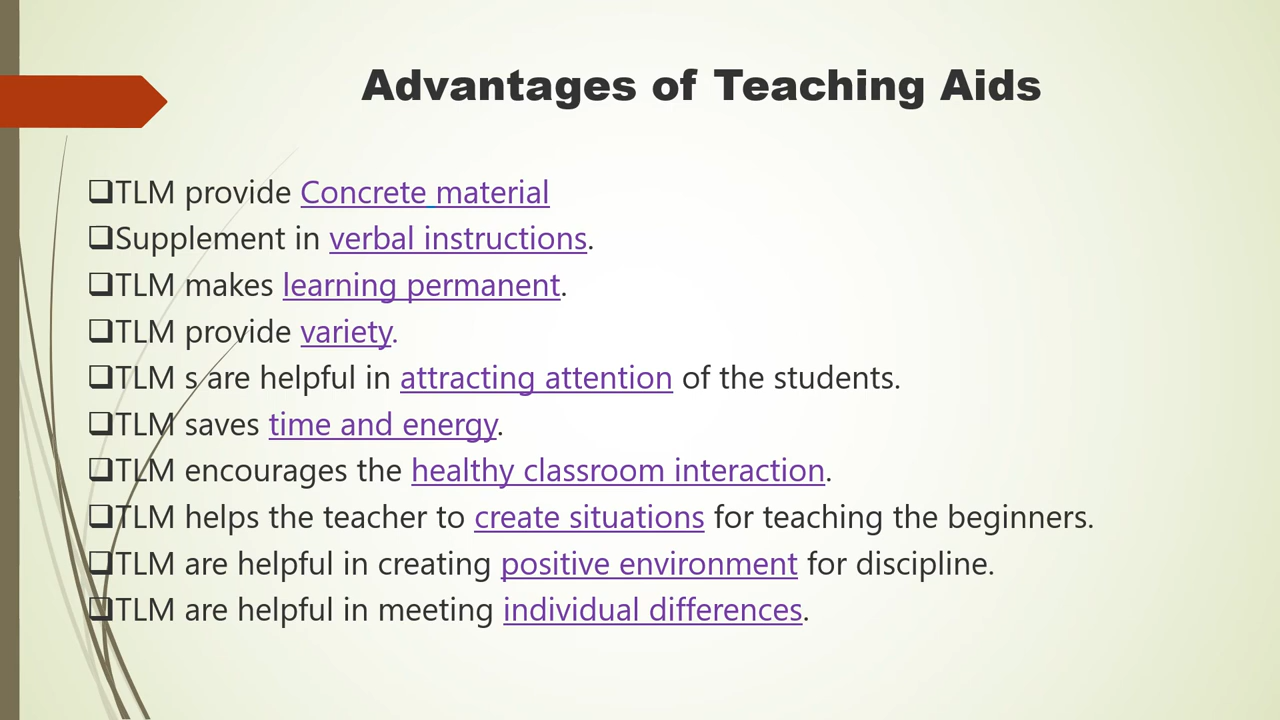 Advantages of Teaching Aids
❑TLM provide Concrete material
❑Supplement in verbal instructions.
❑TLM makes learning permanent.
❑TLM provide variety.
❑TLM s are helpful in attracting attention of the students.
❑TLM saves time and energy.
❑TLM encourages the healthy classroom interaction.
❑TLM helps the teacher to create situations for teaching the beginners.
❑TLM are helpful in creating positive environment for discipline.
❑TLM are helpful in meeting individual differences.